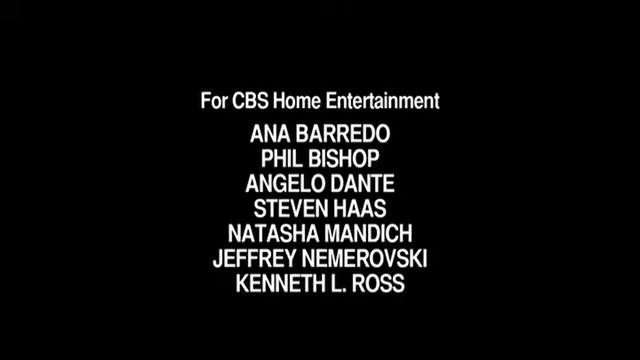 For CBS Home Entertainment
ANA BARREDO
PHIL BISHOP
ANGELO DANTE
STEVEN HAAS
NATASHA MANDICH
JEFFREY NEMEROVSKI
KENNETH L. ROSS